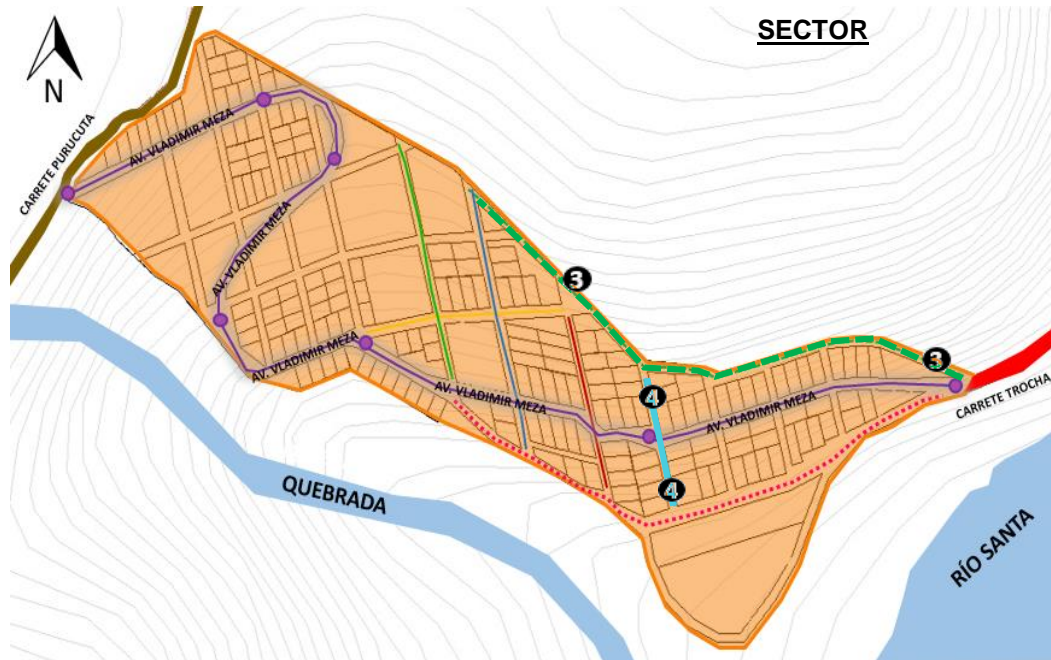 SECTOR
N
CARRETE PURUCUTA
AV. VLADIMIR MEZA
AV. VLADIMIR MEZA
3
AV. VLADIMIR MEZA
3
4
AV. VLADIMIR MEZA
AV. VLADIMIR MEZA
CARRETE TROCHA
4
QUEBRADA
RÍO SANTA